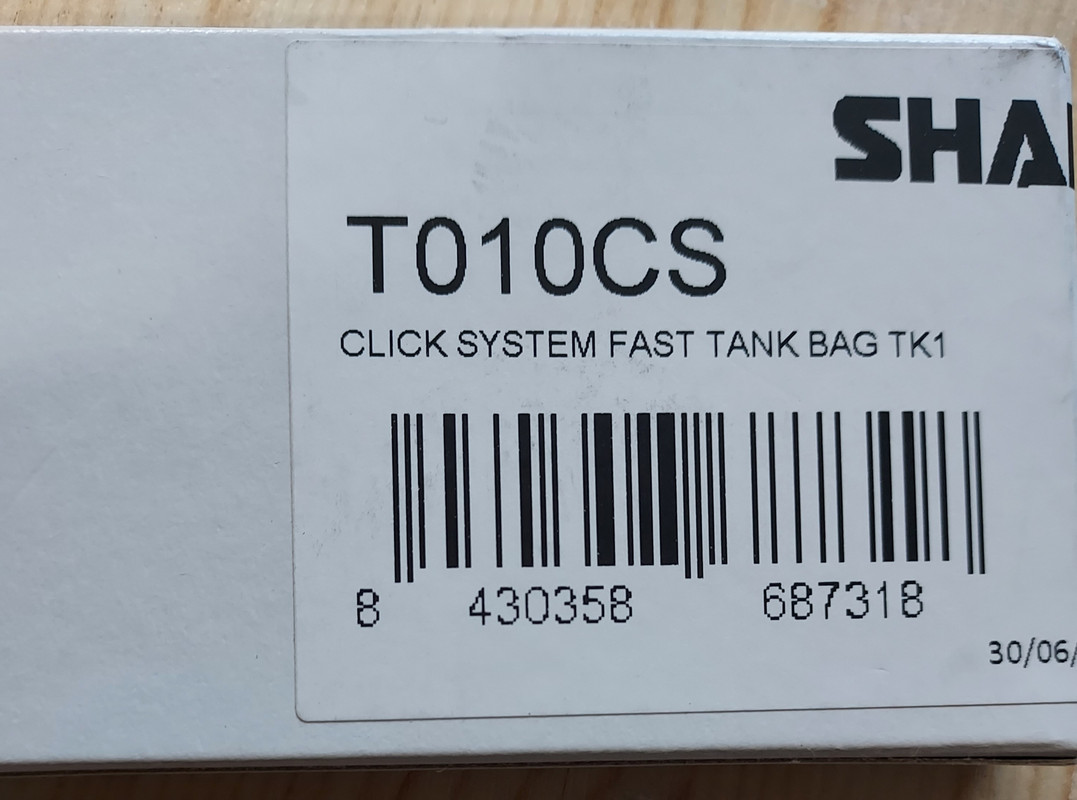 SHA
T010CS
CLICK SYSTEM FAST TANK BAG TK1
8 430358 687318
30/06/